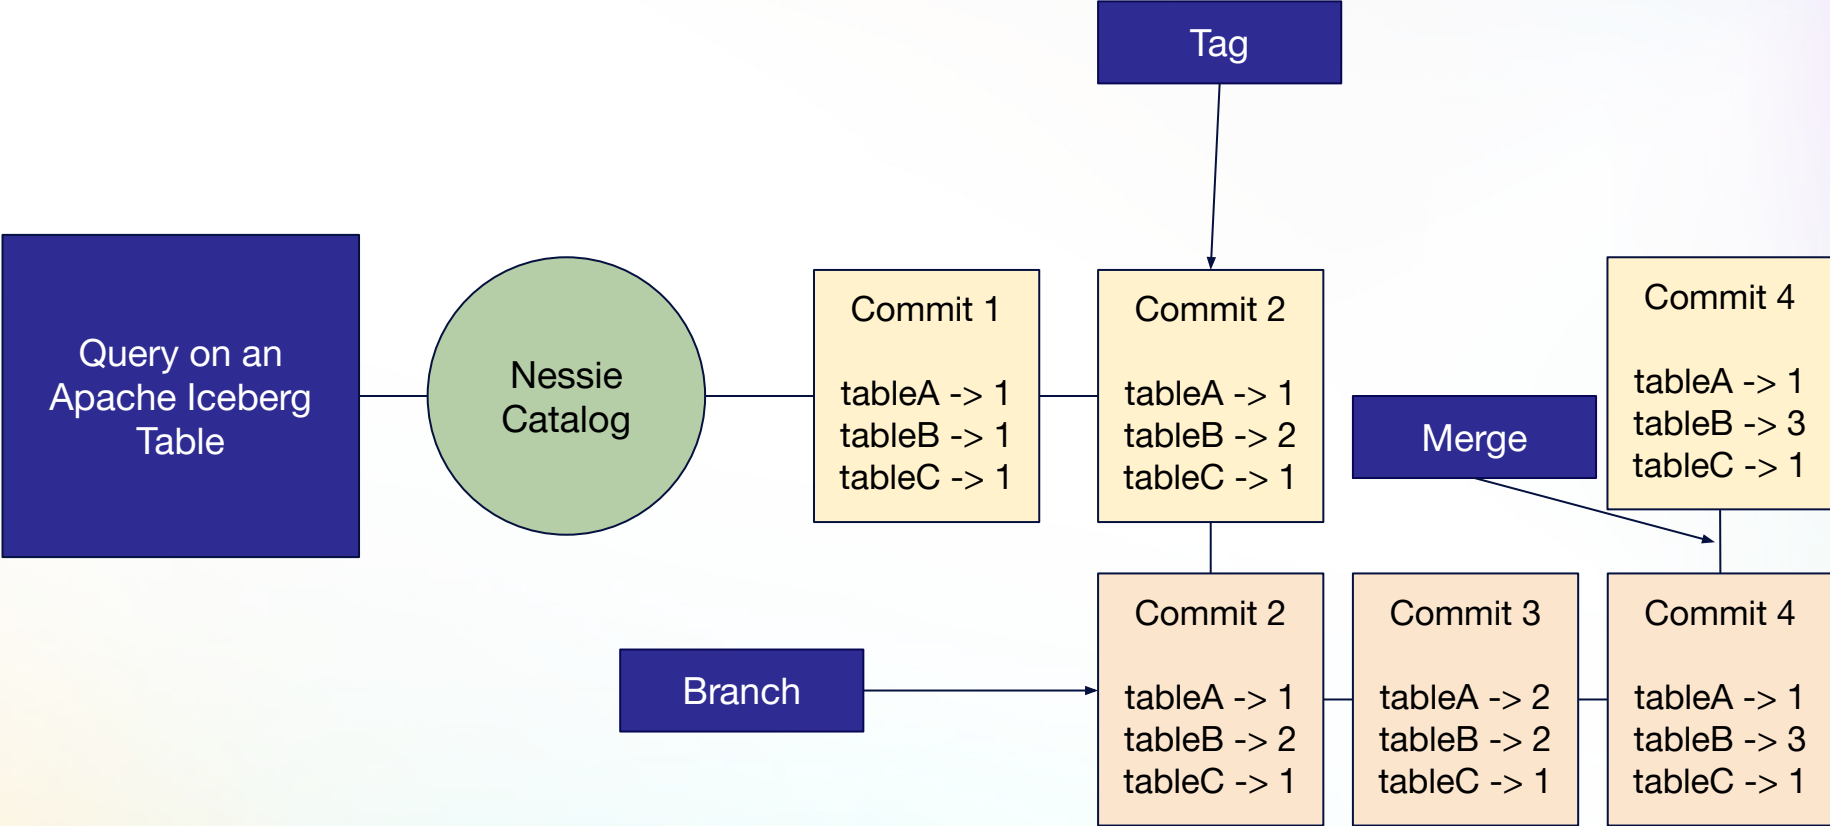 Tag
Query on an
Apache Iceberg
Table
Nessie
Catalog
Commit 1
tableA -> 1
tableB -> 1
tableC -> 1
Commit 2
tableA -> 1
tableB -> 2
tableC -> 1
Merge
Commit 4
tableA -> 1
tableB -> 3
tableC -> 1
Branch
Commit 2
tableA -> 1
tableB -> 2
tableC -> 1
Commit 3
tableA -> 2
tableB -> 2
tableC -> 1
Commit 4
tableA -> 1
tableB -> 3
tableC -> 1